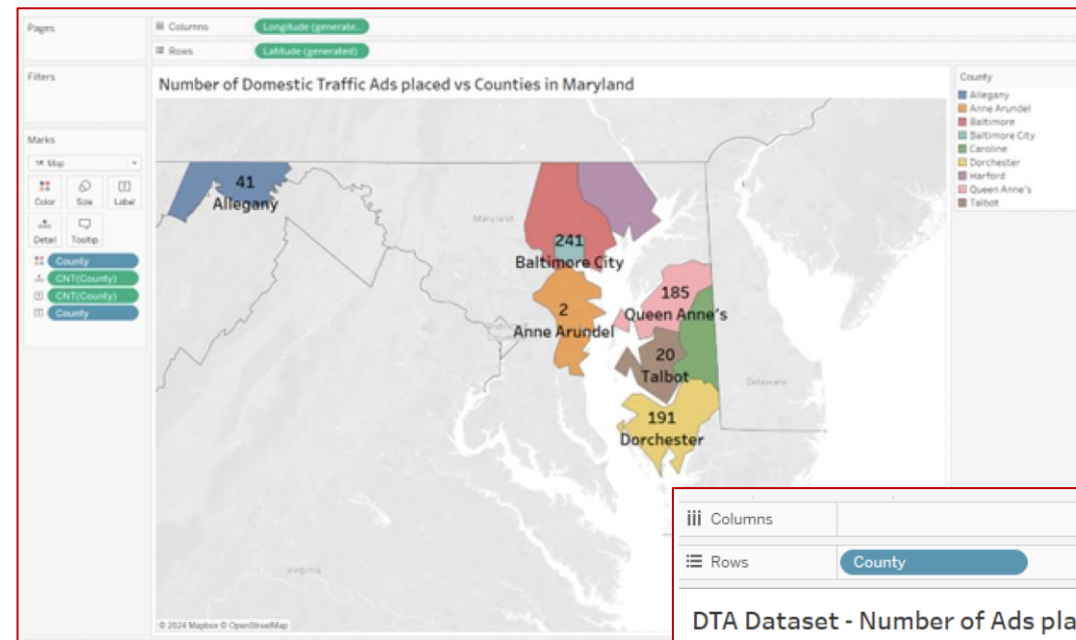 Pages
Columns
Longitude (generate..
Rows
Latitude (generated)
Filters
Number of Domestic Traffic Ads placed vs Counties in Maryland
County
Allegany
Anne Arundel
Baltimore
Baltimore City
Caroline
Dorchester
Harford
Queen Anne's
Talbot
Marks
Map
Color
Size
Label
Detail
Tooltip
County
CNT(County)
CNT(County)
County
41
Allegany
Maryland
241
Baltimore City
2
Anne Arundel
185
Queen Anne's
20
Talbot
Delaware
191
Dorchester
Virginia
© 2024 Mapbox © OpenStreetMap
Columns
Rows
County
DTA Dataset - Number of Ads pla